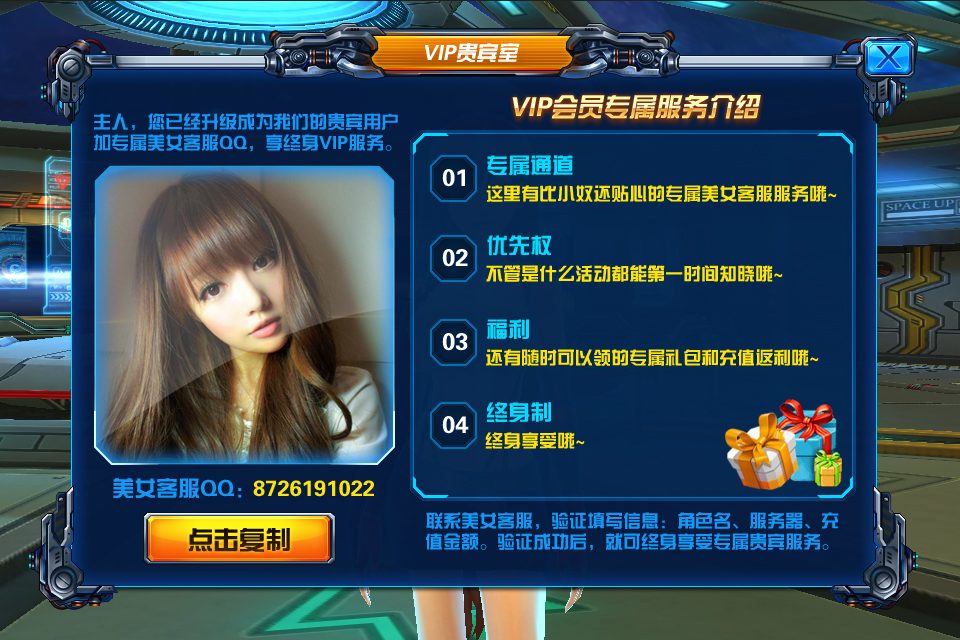 VIP贵宾室
主人，您已经升级成为我们的贵宾用户
加专属美女客服QQ，享终身VIP服务。
美女客服QQ：8726191022
点击复制
VIP会员专属服务介绍
01
专属通道
这里有比小奴还贴心的专属美女客服服务哦~
02
优先权
不管是什么活动都能第一时间知晓哦~
03
福利
还有随时可以领的专属礼包和充值返利哦~
04
终身制
终身享受哦~
联系美女客服，验证填写信息：角色名、服务器、充
值金额。验证成功后，就可终身享受专属贵宾服务。
SPACE UP